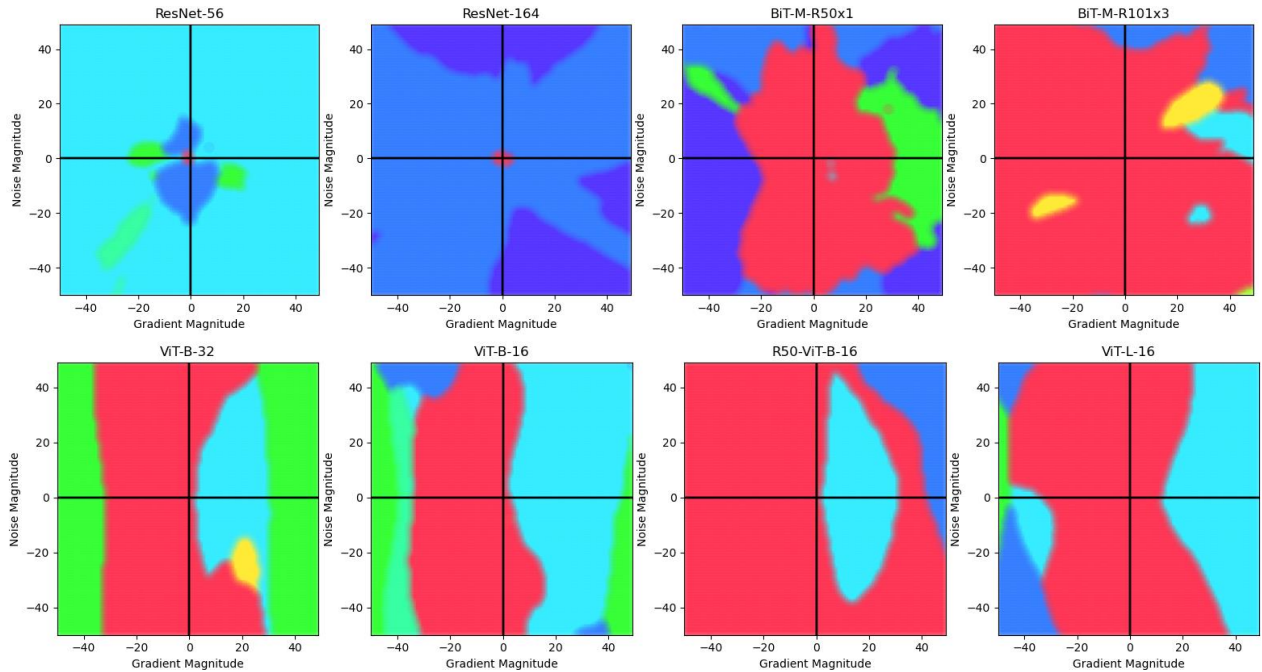 ResNet-56
ResNet-164
BiT-M-R50x1
BiT-M-R101x3
Noise Magnitude
40
20
0
−20
−40
−40 −20 0 20 40
Gradient Magnitude
Noise Magnitude
40
20
0
−20
−40
−40 −20 0 20 40
Gradient Magnitude
Noise Magnitude
40
20
0
−20
−40
−40 −20 0 20 40
Gradient Magnitude
Noise Magnitude
40
20
0
−20
−40
−40 −20 0 20 40
Gradient Magnitude
ViT-B-32
ViT-B-16
R50-ViT-B-16
ViT-L-16
Noise Magnitude
40
20
0
−20
−40
−40 −20 0 20 40
Gradient Magnitude
Noise Magnitude
40
20
0
−20
−40
−40 −20 0 20 40
Gradient Magnitude
Noise Magnitude
40
20
0
−20
−40
−40 −20 0 20 40
Gradient Magnitude
Noise Magnitude
40
20
0
−20
−40
−40 −20 0 20 40
Gradient Magnitude